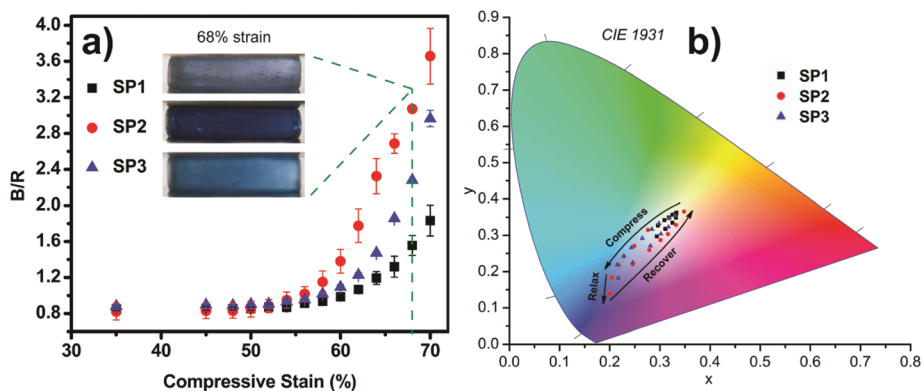 a)
68% strain
SP1
SP2
SP3
B/R
4.0
3.6
3.2
2.8
2.4
2.0
1.6
1.2
0.8
30 40 50 60 70
Compressive Stain (%)
b)
CIE 1931
SP1
SP2
SP3
y
0.9
0.8
0.7
0.6
0.5
0.4
0.3
0.2
0.1
0.0
Compress
Recover
Relax
0.0 0.1 0.2 0.3 0.4 0.5 0.6 0.7 0.8
x